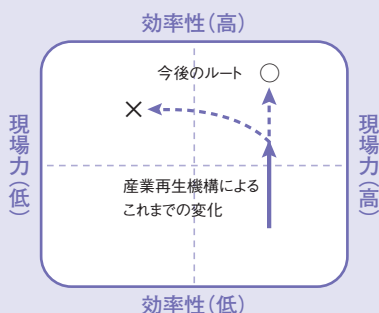 効率性(高)
今後のルート
現場力(低)
現場力(高)
産業再生機構による
これまでの変化
効率性(低)